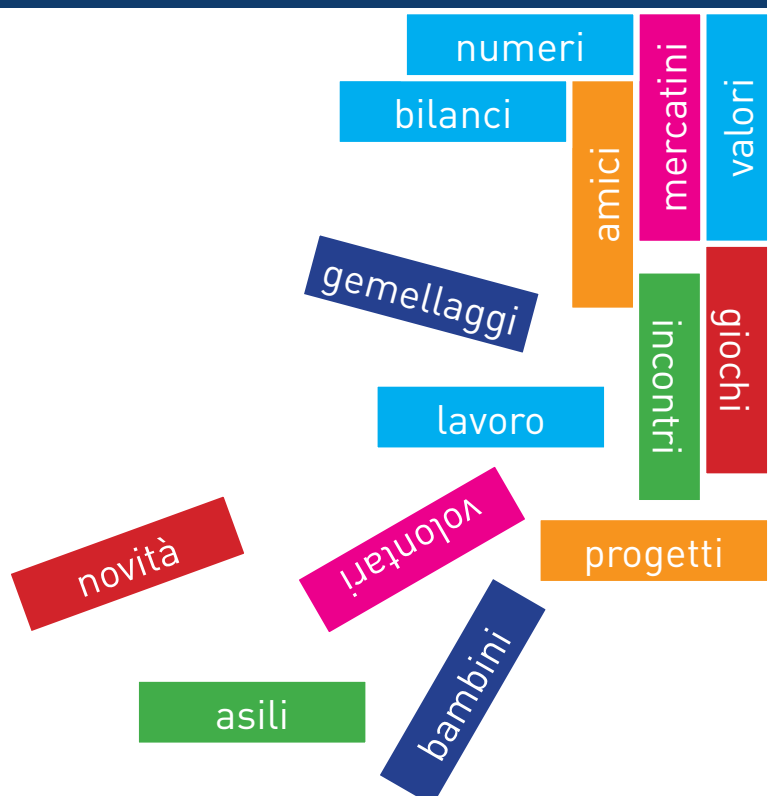 numeri
mercatini
valori
bilanci
amici
gemellaggi
incontri
giochi
lavoro
volontari
novità
progetti
bambini
asili